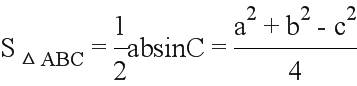 S △ ABC = 1/2 absinC = (a² + b² - c²)/4